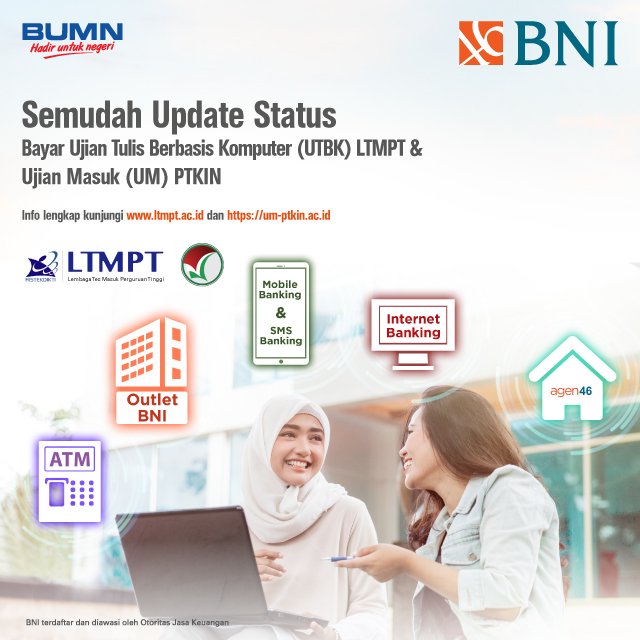 BUMN
Hadir untuk negeri
BNI
Semudah Update Status
Bayar Ujian Tulis Berbasis Komputer (UTBK) LTMPT &
Ujian Masuk (UM) PTKIN
Info lengkap kunjungi www.ltmpt.ac.id dan https://um-ptkin.ac.id
RISTEKDIKTI
LTMPT
Lembaga Tes Masuk Perguruan Tinggi
Mobile
Banking
&
SMS
Banking
Internet
Banking
Outlet
BNI
agen46
ATM
BNI terdaftar dan diawasi oleh Otoritas Jasa Keuangan